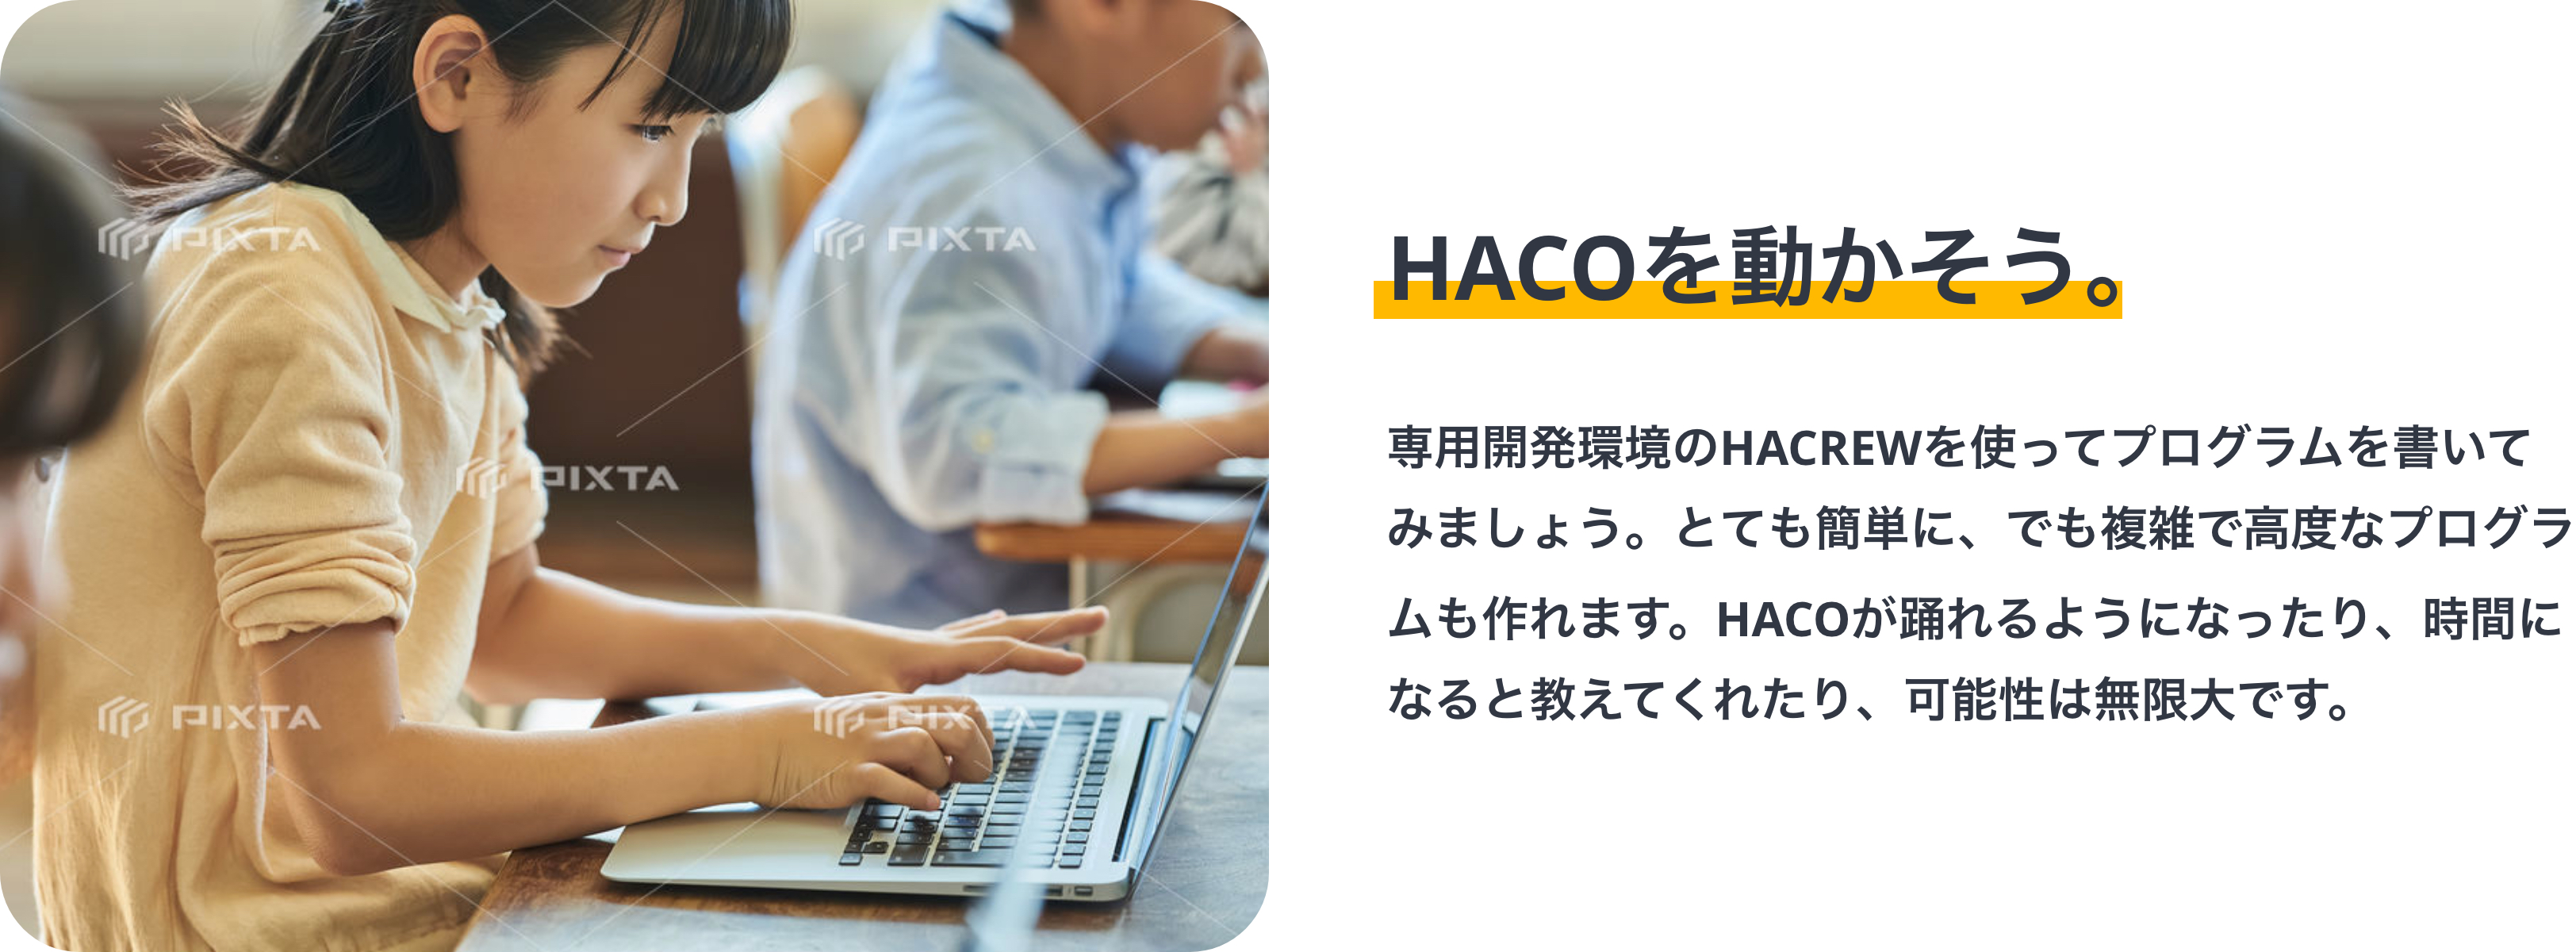 PIXTA
PIXTA
PIXTA
PIXTA
PIXTA
HACOを動かそう。
専用開発環境のHACREWを使ってプログラムを書いて
みましょう。とても簡単に、でも複雑で高度なプログラ
ムも作れます。HACOが踊れるようになったり、時間に
なると教えてくれたり、可能性は無限大です。